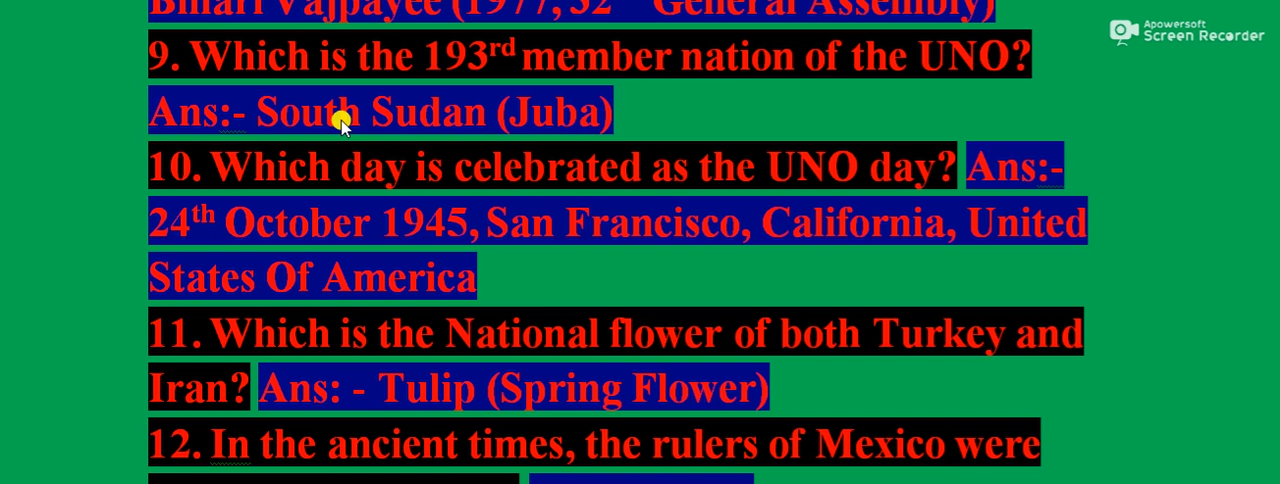 Bihari Vajpayee (1977, 32 General Assembly)
Apowersoft
Screen Recorder
9. Which is the 193rd member nation of the UNO?
Ans:- South Sudan (Juba)
10. Which day is celebrated as the UNO day? Ans:-
24th October 1945, San Francisco, California, United
States Of America
11. Which is the National flower of both Turkey and
Iran? Ans: - Tulip (Spring Flower)
12. In the ancient times, the rulers of Mexico were